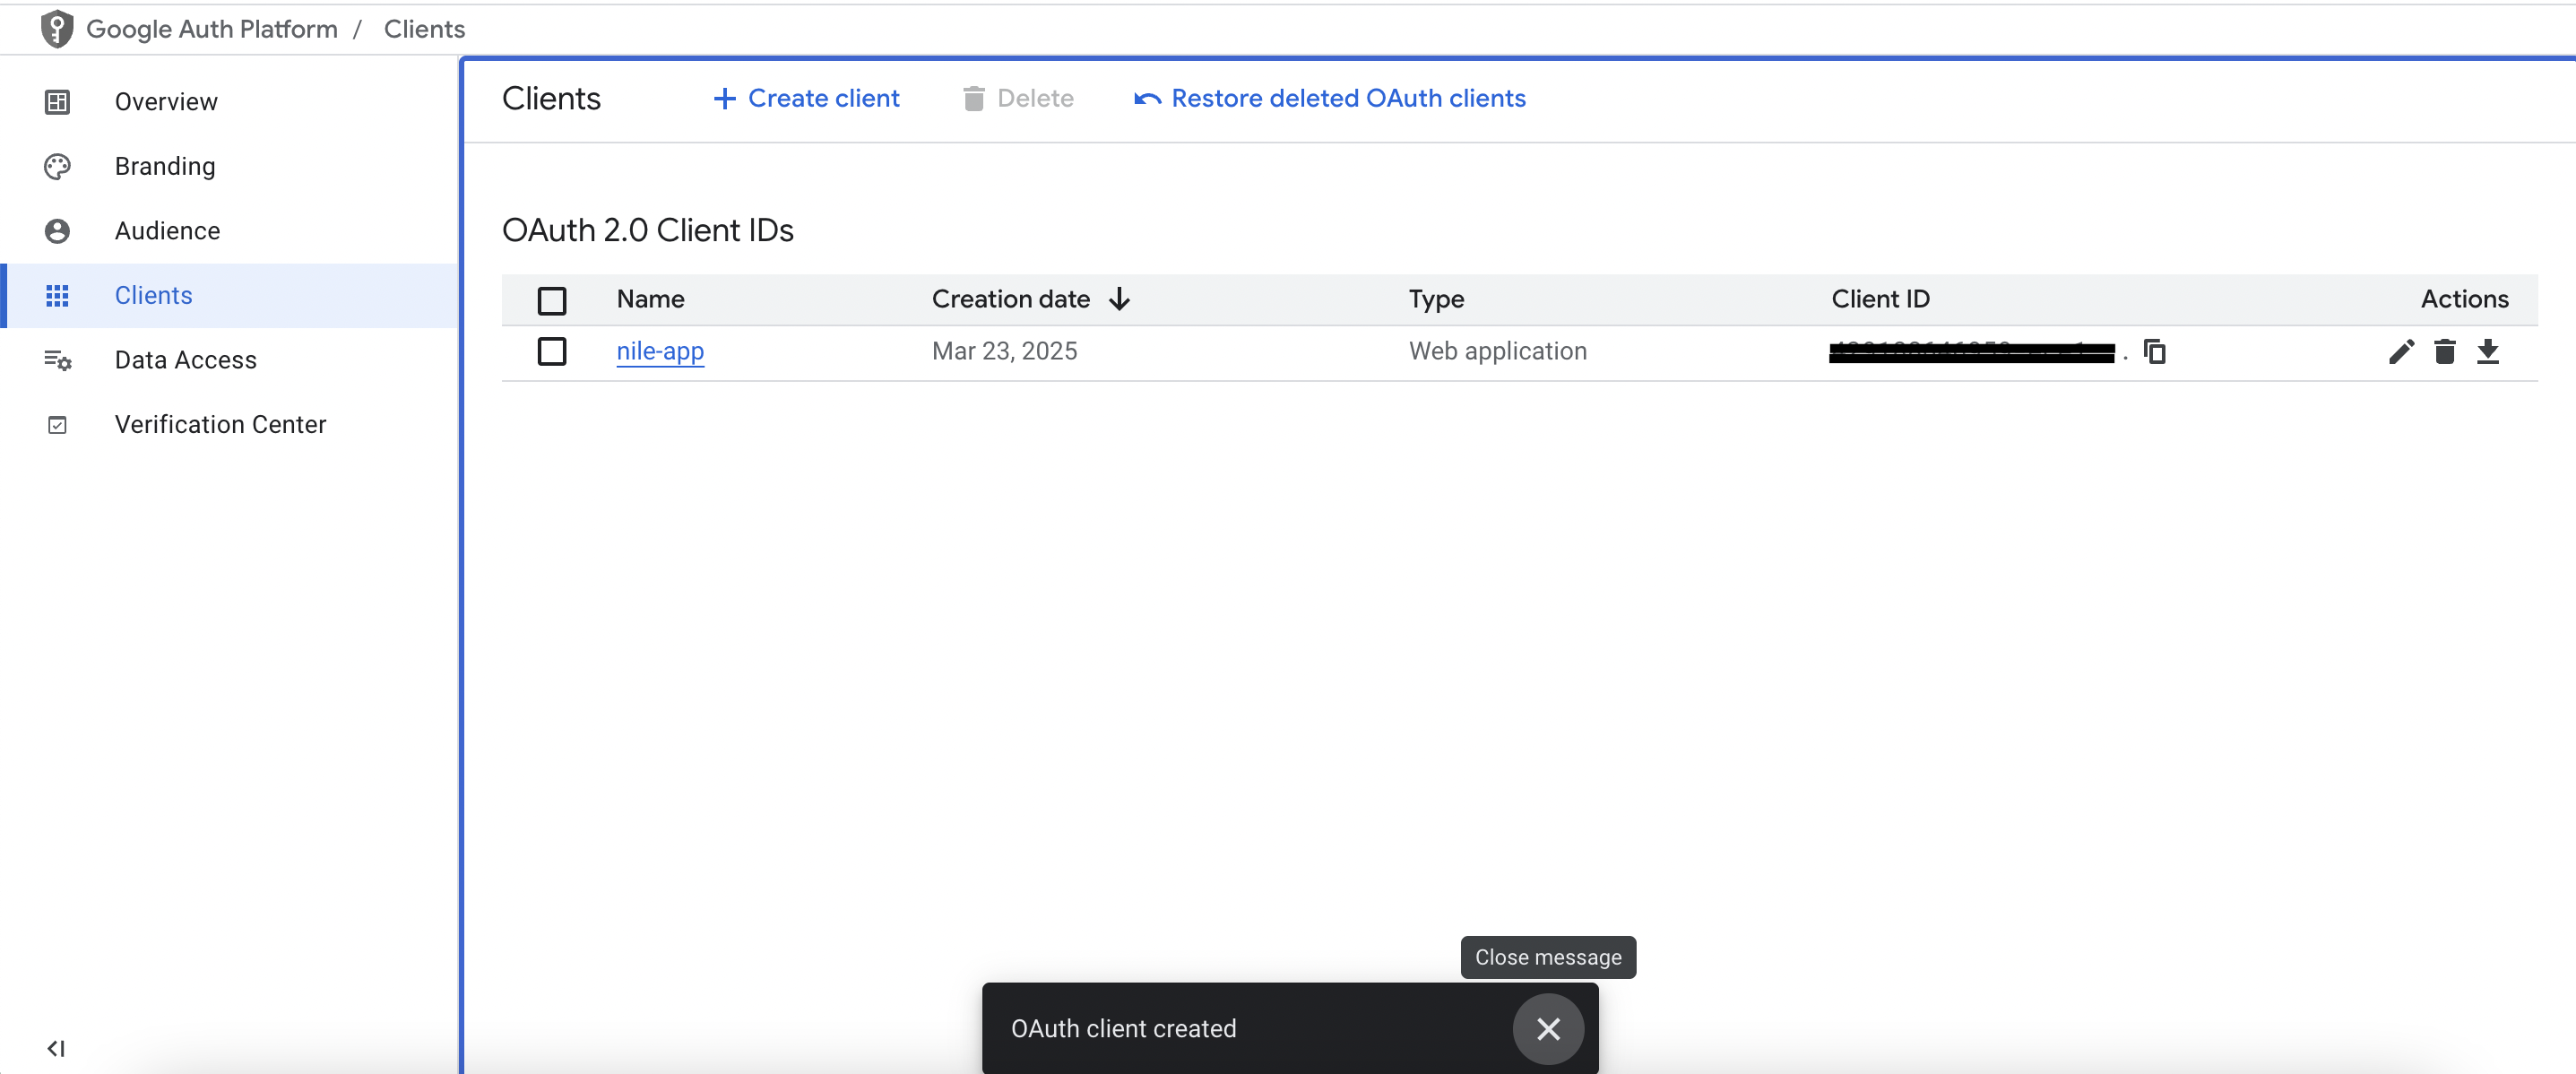 Google Auth Platform / Clients
Overview
Branding
Audience
Clients
Data Access
Verification Center
Clients + Create client Delete Restore deleted OAuth clients
OAuth 2.0 Client IDs
Name Creation date Type Client ID Actions
nile-app Mar 23, 2025 Web application
Close message
OAuth client created